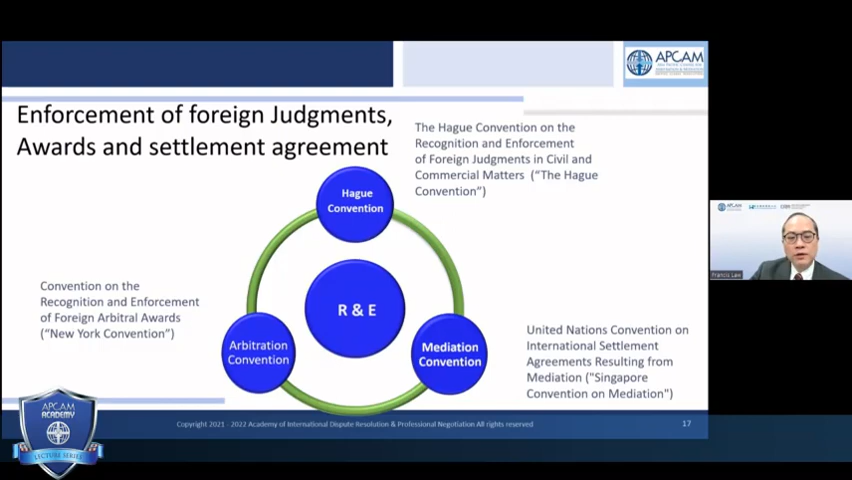 APCAM
Enforcement of foreign Judgments,
Awards and settlement agreement
The Hague Convention on the
Recognition and Enforcement
of Foreign Judgments in Civil and
Commercial Matters ("The Hague
Convention")
Hague
Convention
Convention on the
Recognition and Enforcement
of Foreign Arbitral Awards
("New York Convention")
R & E
Arbitration
Convention
Mediation
Convention
United Nations Convention on
International Settlement
Agreements Resulting from
Mediation ("Singapore
Convention on Mediation")
APCAM
Francis Law
APCAM
ACADEMY
LECTURE SERIES
Copyright 2021 - 2022 Academy of International Dispute Resolution & Professional Negotiation All rights reserved
17